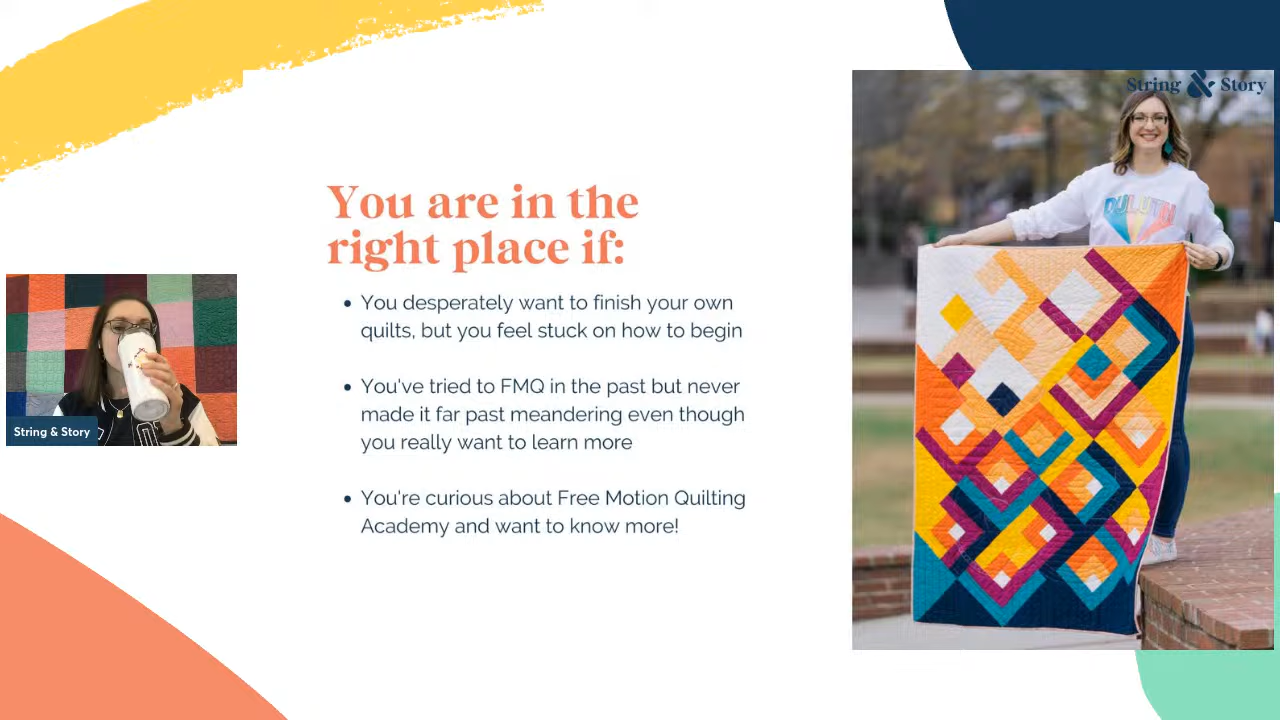 String & Story
DULUTH
You are in the
right place if:
• You desperately want to finish your own
quilts, but you feel stuck on how to begin
• You've tried to FMQ in the past but never
made it far past meandering even though
you really want to learn more
• You're curious about Free Motion Quilting
Academy and want to know more!
String & Story